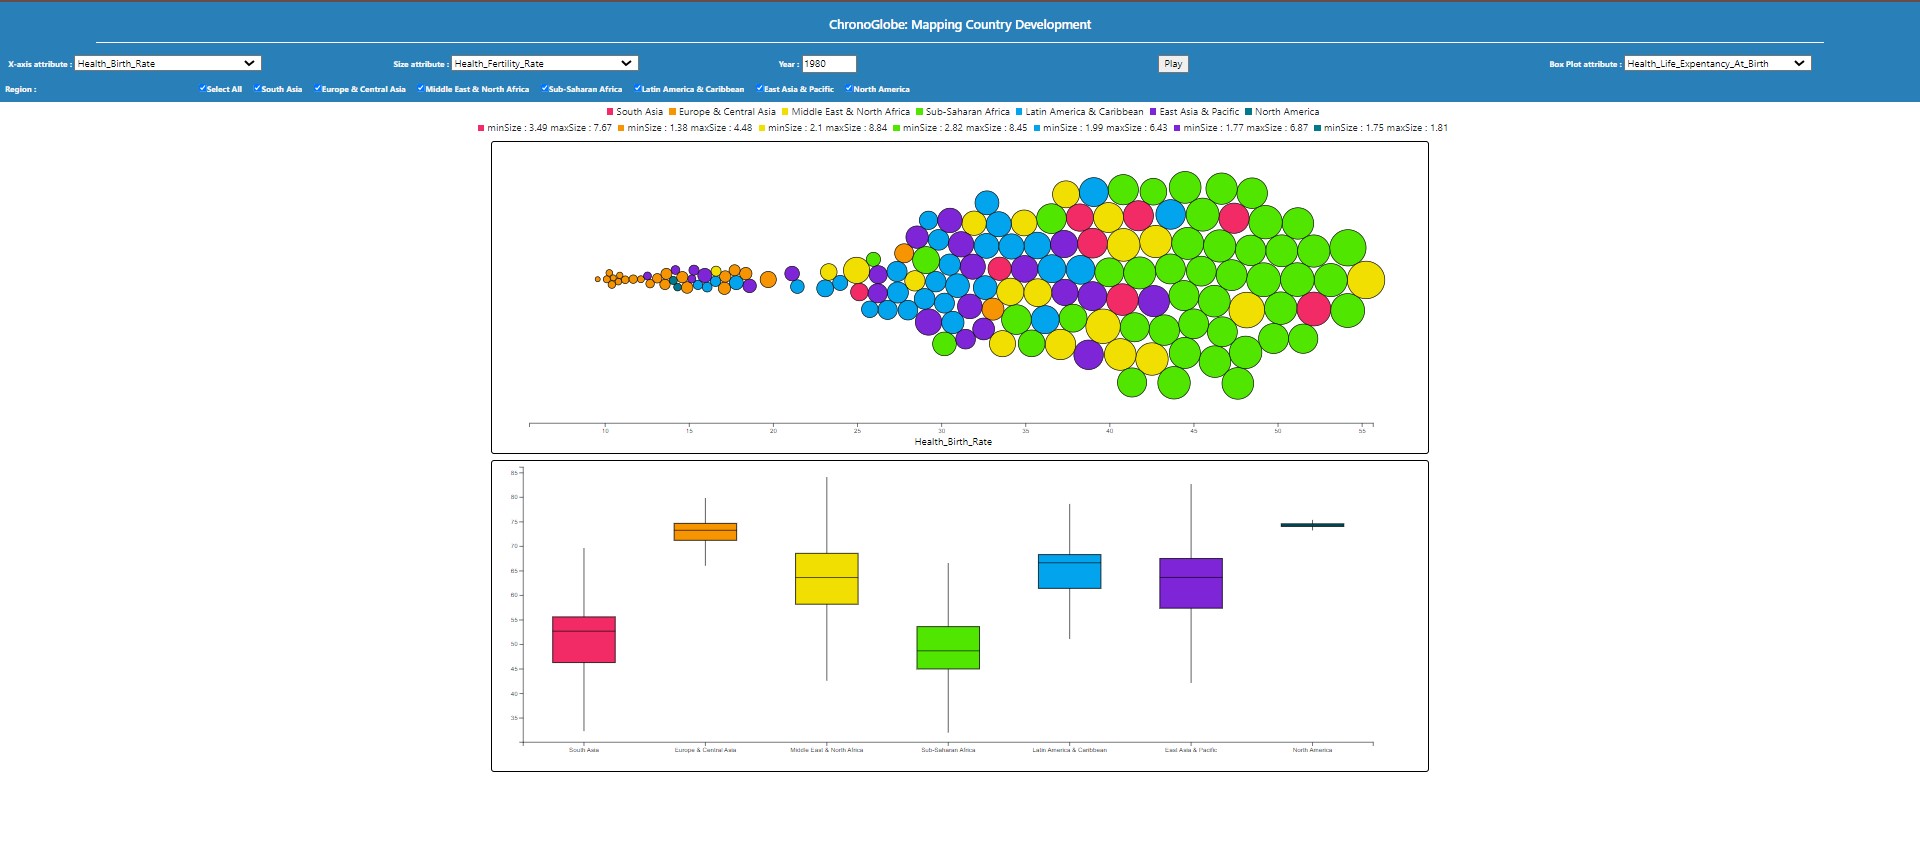 ChronoGlobe: Mapping Country Development
X-axis attribute : Health_Birth_Rate Size attribute : Health_Fertility_Rate Year : 1980 Play Box Plot attribute : Health_Life_Expentancy_At_Birth
Region : Select All South Asia Europe & Central Asia Middle East & North Africa Sub-Saharan Africa Latin America & Caribbean East Asia & Pacific North America
South Asia Europe & Central Asia Middle East & North Africa Sub-Saharan Africa Latin America & Caribbean East Asia & Pacific North America
minSize : 3.49 maxSize : 7.67 minSize : 1.38 maxSize : 4.48 minSize : 2.1 maxSize : 8.84 minSize : 2.82 maxSize : 8.45 minSize : 1.99 maxSize : 6.43 minSize : 1.77 maxSize : 6.87 minSize : 1.75 maxSize : 1.81
10 15 20 25 30 35 40 45 50 55
Health_Birth_Rate
85
80
75
70
65
60
55
50
45
40
35
South Asia Europe & Central Asia Middle East & North Africa Sub-Saharan Africa Latin America & Caribbean East Asia & Pacific North America